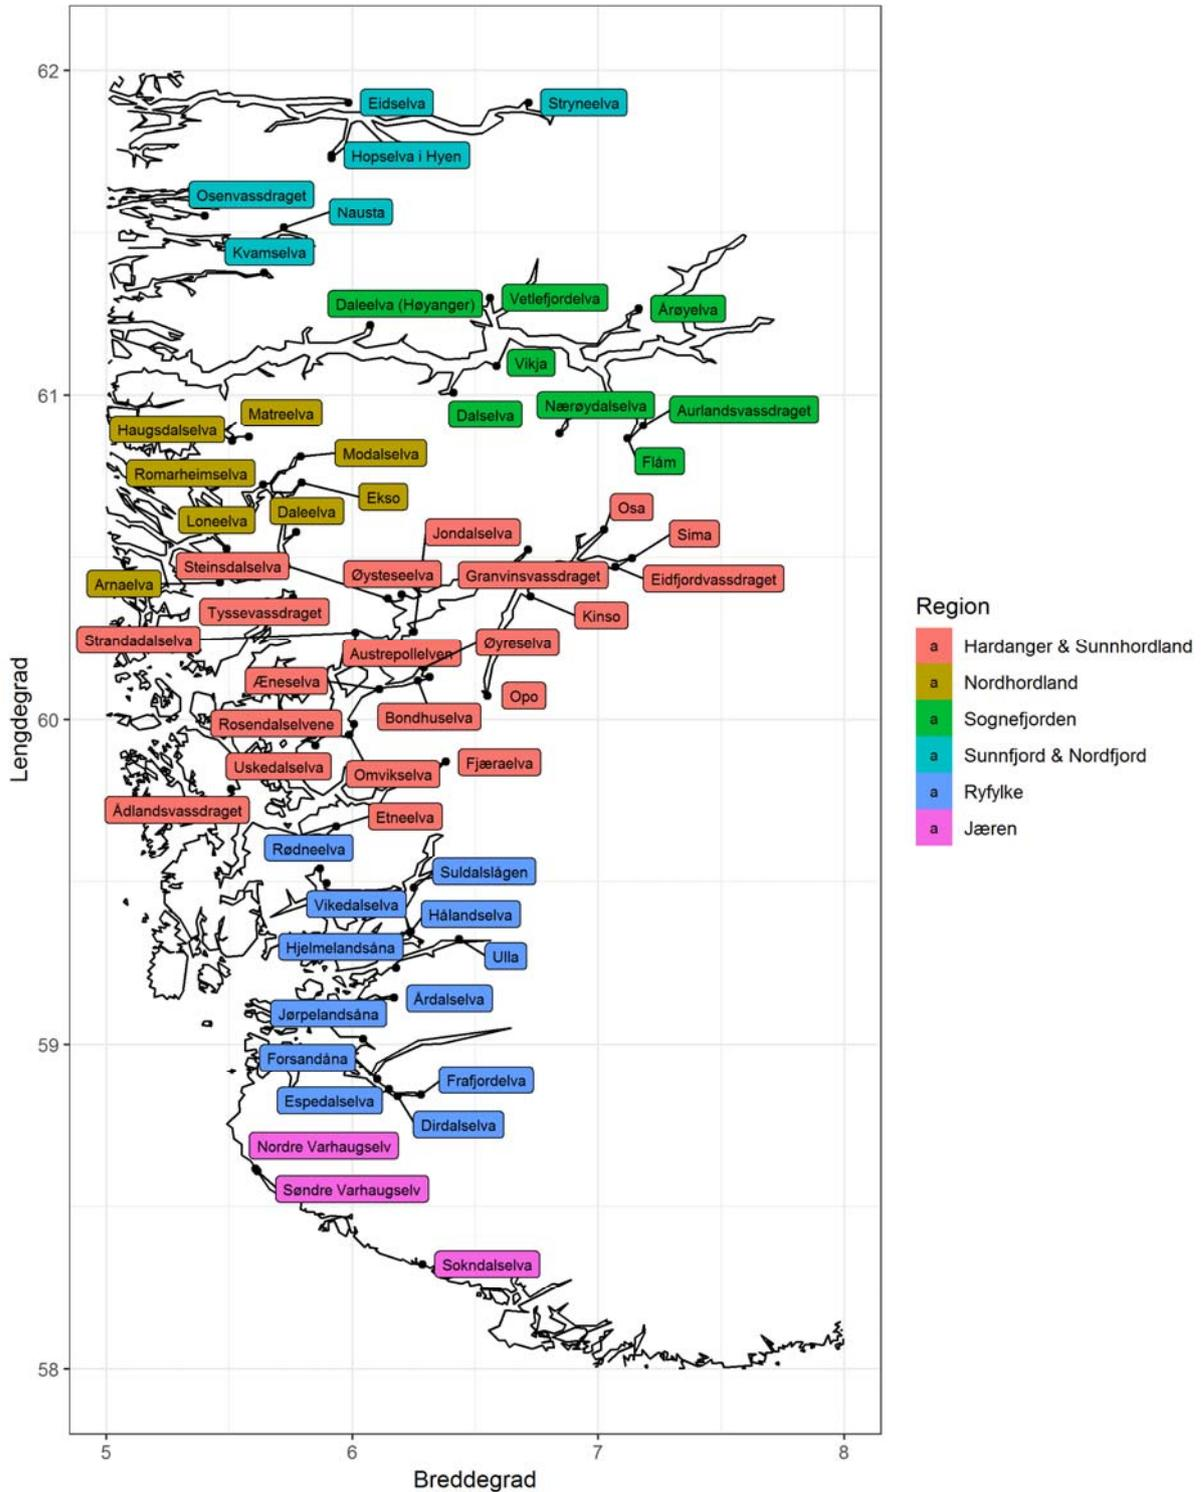 62
Eidselva
Stryneelva
Hopselva i Hyen
Osenvassdraget
Nausta
Kvamselva
Daleelva (Høyanger)
Vetlefjordelva
Årøyelva
Vikja
61
Dalselva
Nærøydalselva
Aurlandsvassdraget
Flåm
Matreelva
Haugsdalselva
Modalselva
Romarheimselva
Ekso
Loneelva
Daleelva
Osa
Jondalselva
Sima
Steinsdalselva
Øysteseelva
Granvinsvassdraget
Eidfjordvassdraget
Arnaelva
Tyssevassdraget
Kinso
Strandadalselva
Austrepollelven
Øyreselva
Æneselva
Opo
60
Rosendalselvene
Bondhuselva
Uskedalselva
Omvikselva
Fjæraelva
Ådlandsvassdraget
Etneelva
Rødneelva
Suldalslågen
Vikedalselva
Hålandselva
Hjelmelandsåna
Ulla
Årdalselva
Jørpelandsåna
59
Forsandåna
Frafjordelva
Espedalselva
Dirdalselva
Nordre Varhaugselv
Søndre Varhaugselv
Sokndalselva
58
5
6
7
8
Lengdegrad
Breddegrad
Region
a Hardanger & Sunnhordland
a Nordhordland
a Sognefjorden
a Sunnfjord & Nordfjord
a Ryfylke
a Jæren